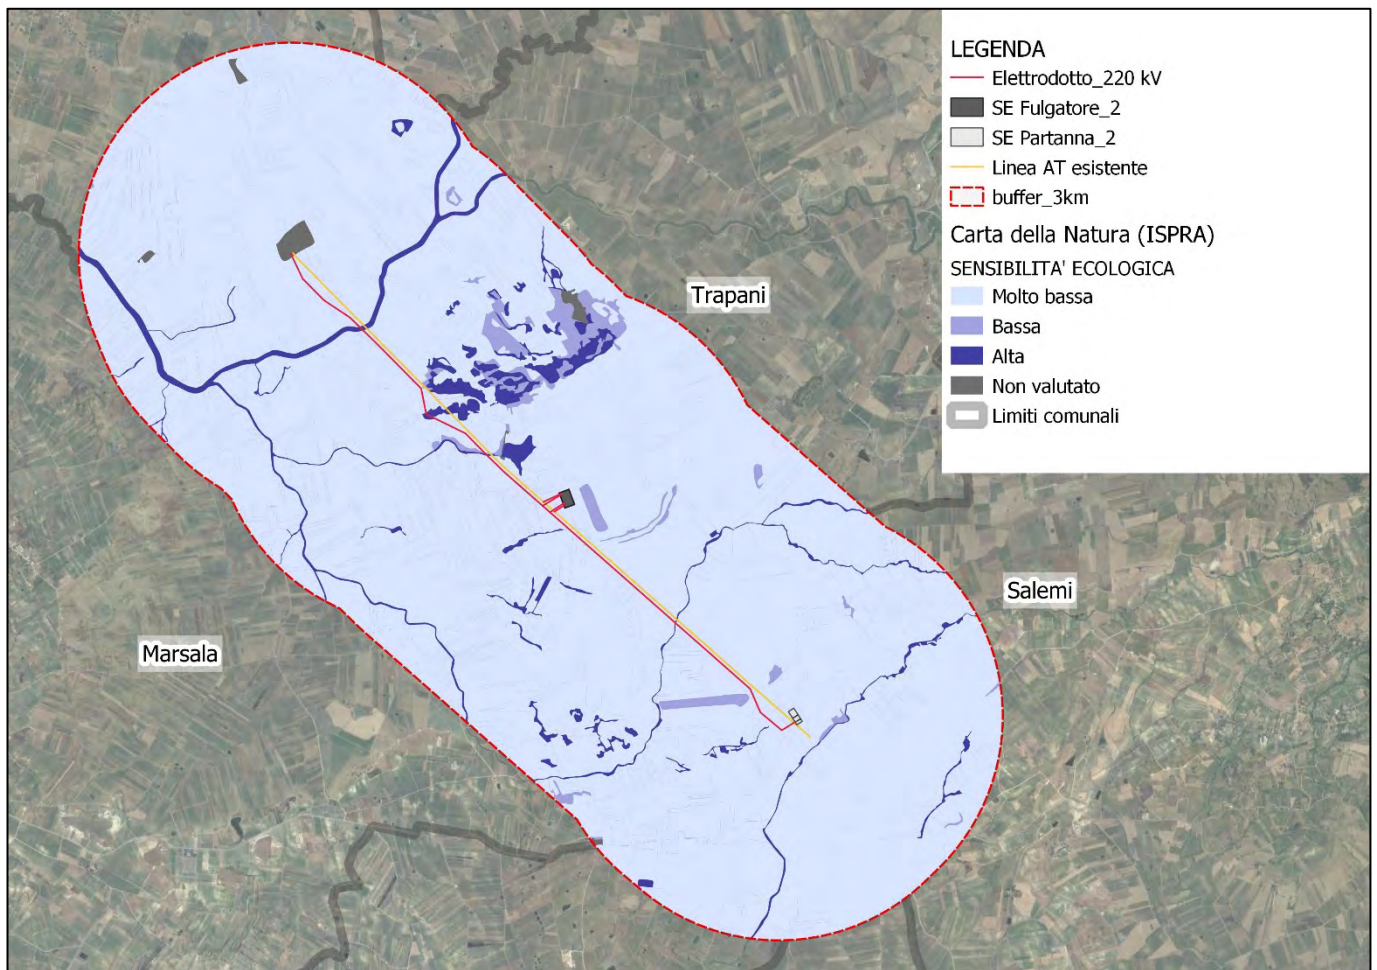 LEGENDA
Elettrodotto_220 kV
SE Fulgatore_2
SE Partanna_2
Linea AT esistente
buffer_3km
Carta della Natura (ISPRA)
SENSIBILITA' ECOLOGICA
Molto bassa
Bassa
Alta
Non valutato
Limiti comunali
Trapani
Salemi
Marsala